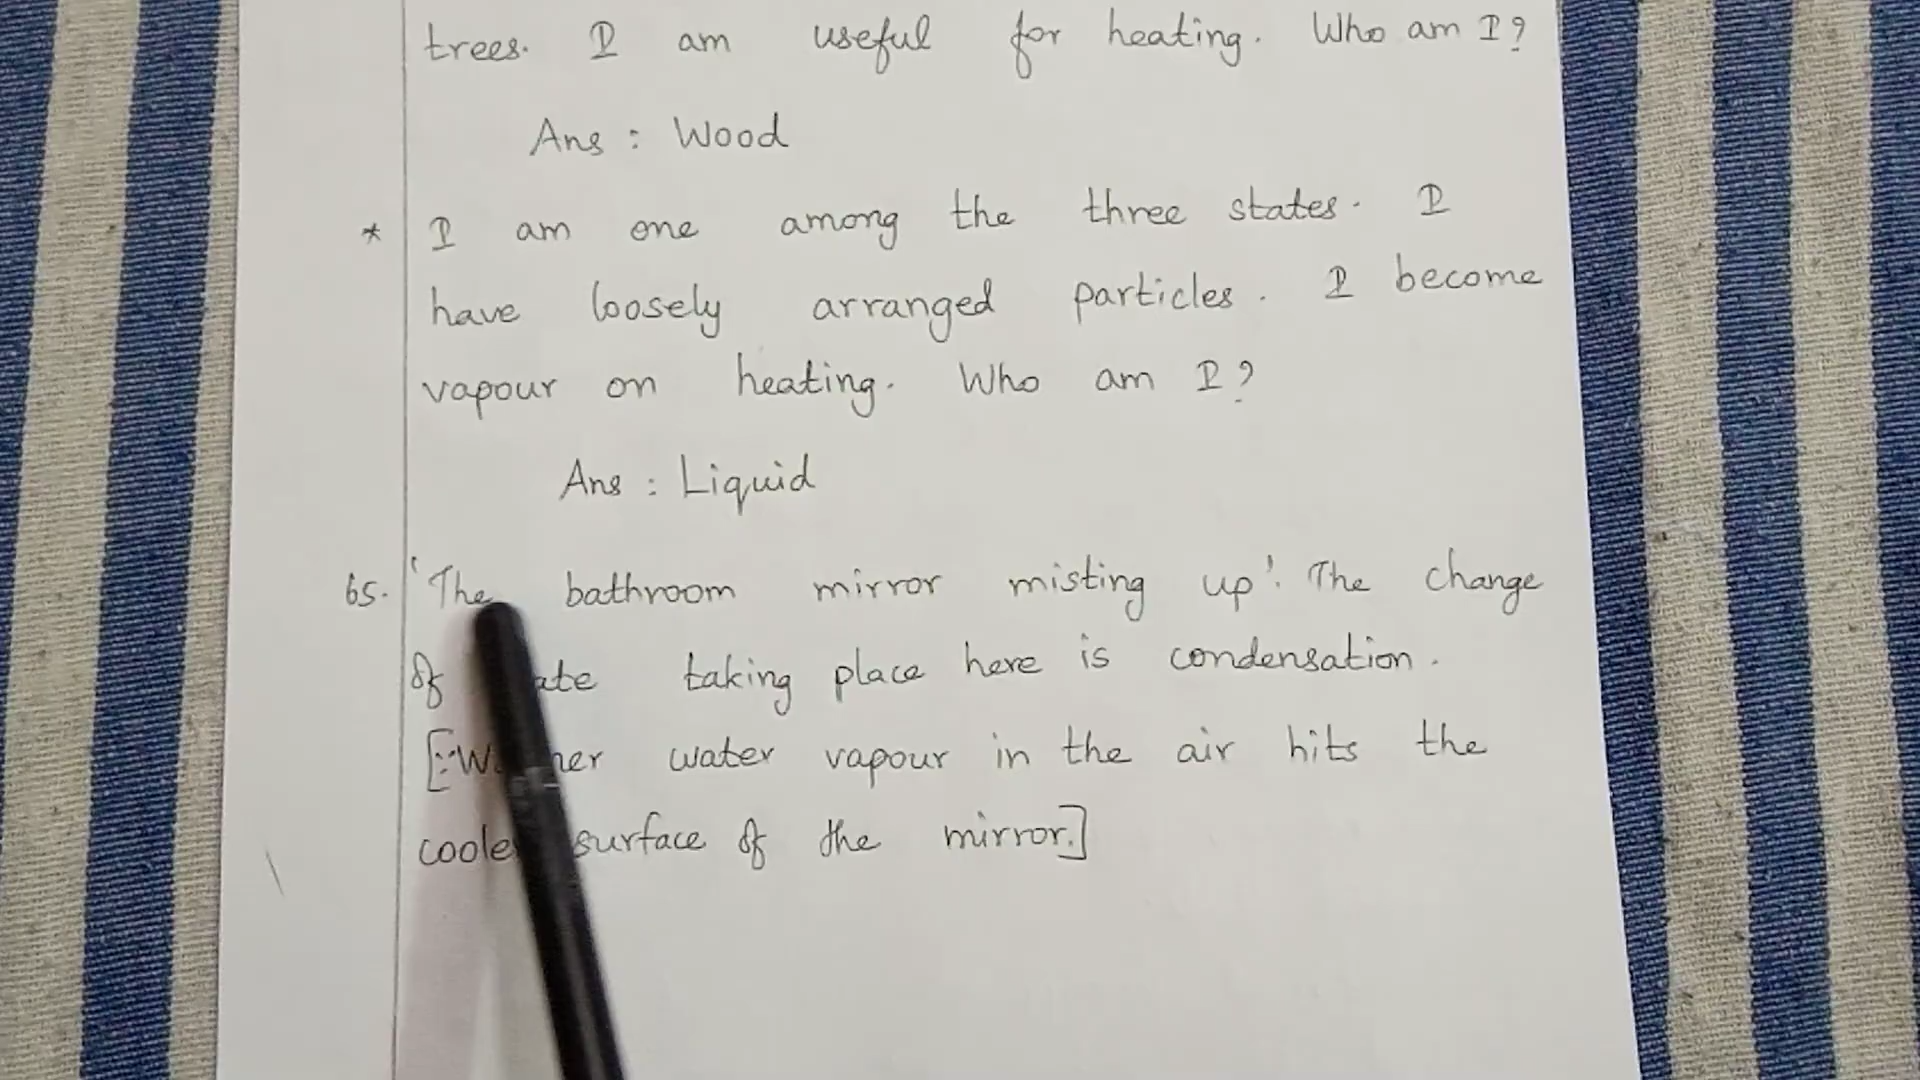 trees. I am useful for heating. Who am I?
Ans : Wood
* I am one among the three states. I
have loosely arranged particles. I become
vapour on heating. Who am I?
Ans : Liquid
65. 'The bathroom mirror misting up'. The change
of taking place here is condensation.
[∵ water vapour in the air hits the
surface of the mirror.]